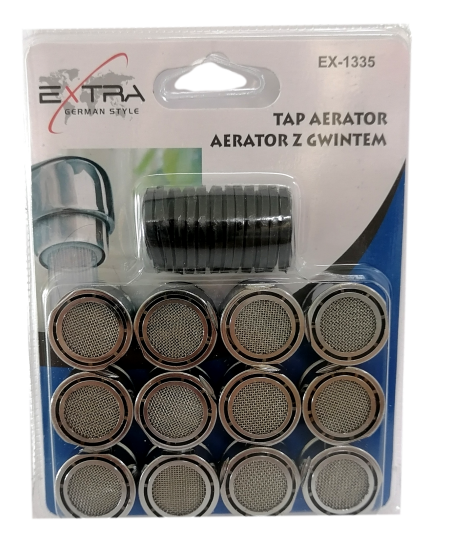 EXTRA
GERMAN STYLE
EX-1335
TAP AERATOR
AERATOR Z GWINTEM